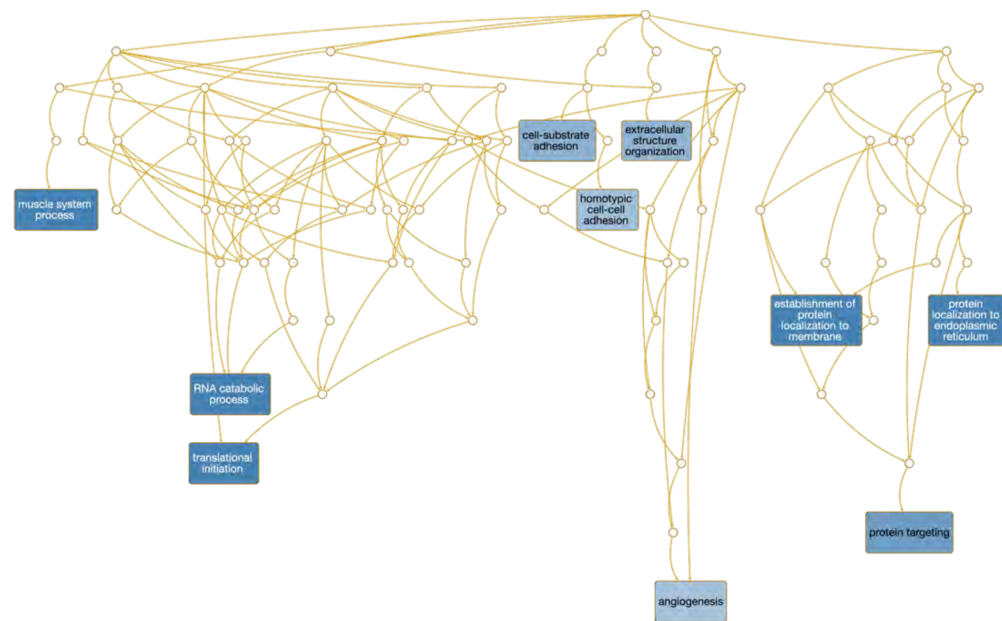 cell-substrate
adhesion
extracellular
structure
organization
muscle system
process
homotypic
cell-cell
adhesion
establishment of
protein
localization to
membrane
protein
localization to
endoplasmic
reticulum
RNA catabolic
process
translational
initiation
protein targeting
angiogenesis